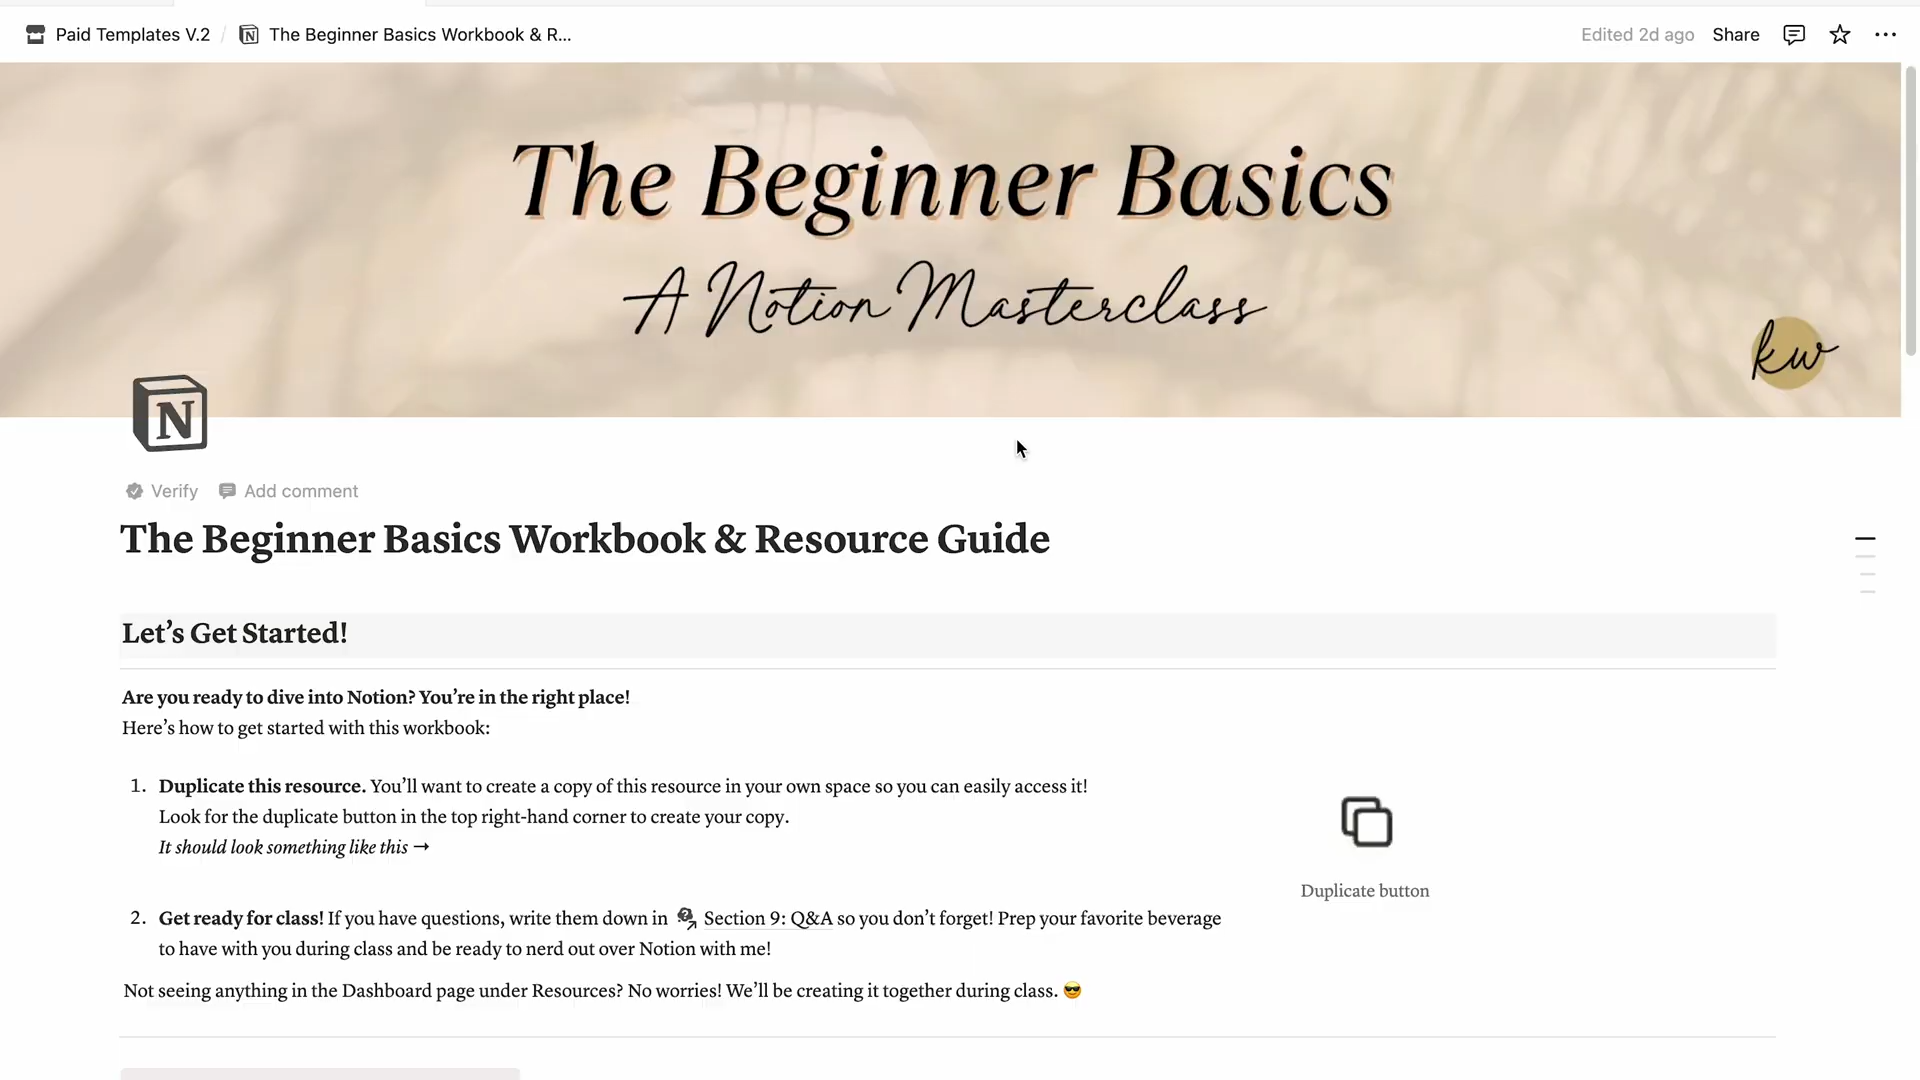 Paid Templates V.2 / The Beginner Basics Workbook & R...
Edited 2d ago Share
The Beginner Basics
A Notion Masterclass
kw
N
Verify Add comment
The Beginner Basics Workbook & Resource Guide
Let’s Get Started!
Are you ready to dive into Notion? You’re in the right place!
Here’s how to get started with this workbook:
1. Duplicate this resource. You’ll want to create a copy of this resource in your own space so you can easily access it!
Look for the duplicate button in the top right-hand corner to create your copy.
It should look something like this →
Duplicate button
2. Get ready for class! If you have questions, write them down in Section 9: Q&A so you don’t forget! Prep your favorite beverage
to have with you during class and be ready to nerd out over Notion with me!
Not seeing anything in the Dashboard page under Resources? No worries! We’ll be creating it together during class. 😎